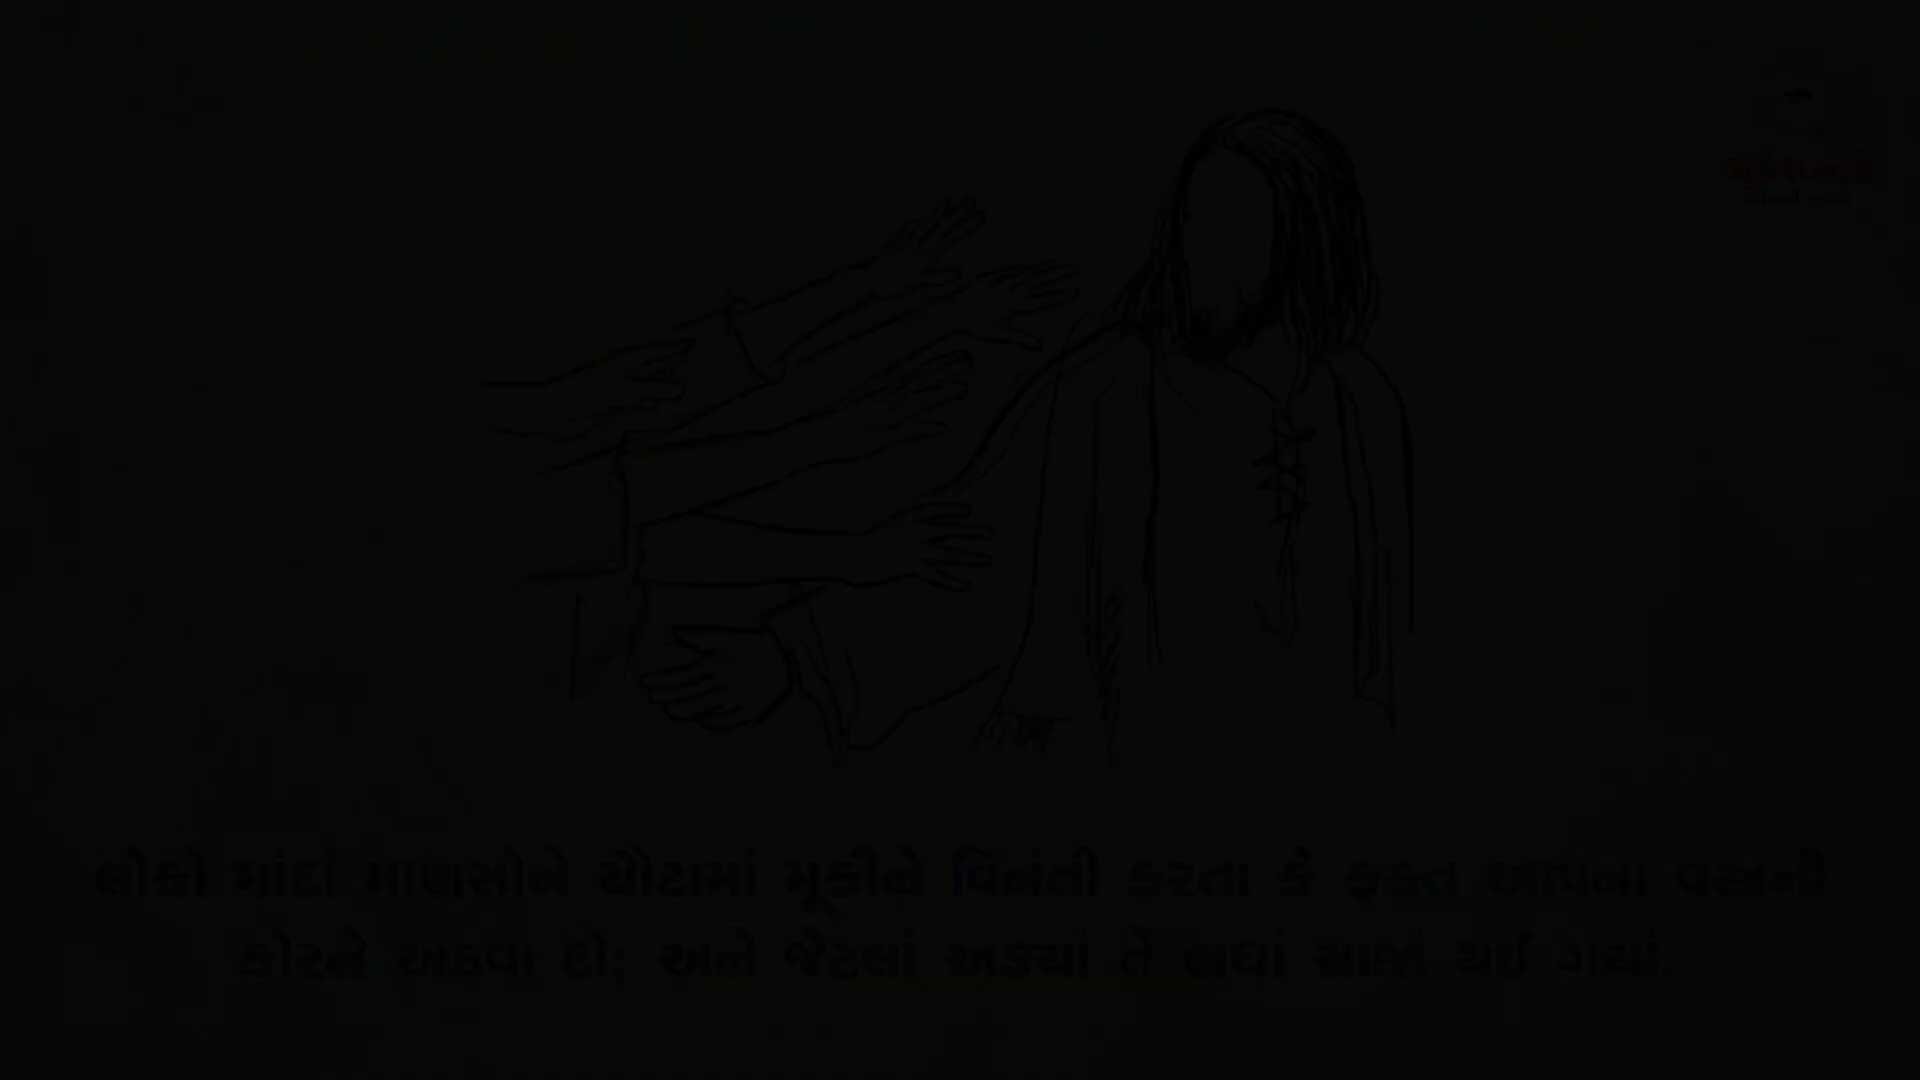 લોકો માંદાં માણસોને ચૌટામાં મૂકીને વિનંતી કરતા કે ફક્ત આપના વસ્ત્રની
કોરને અડકવા દો; અને જેટલાં અડક્યાં તે બધાં સાજાં થઈ ગયાં.